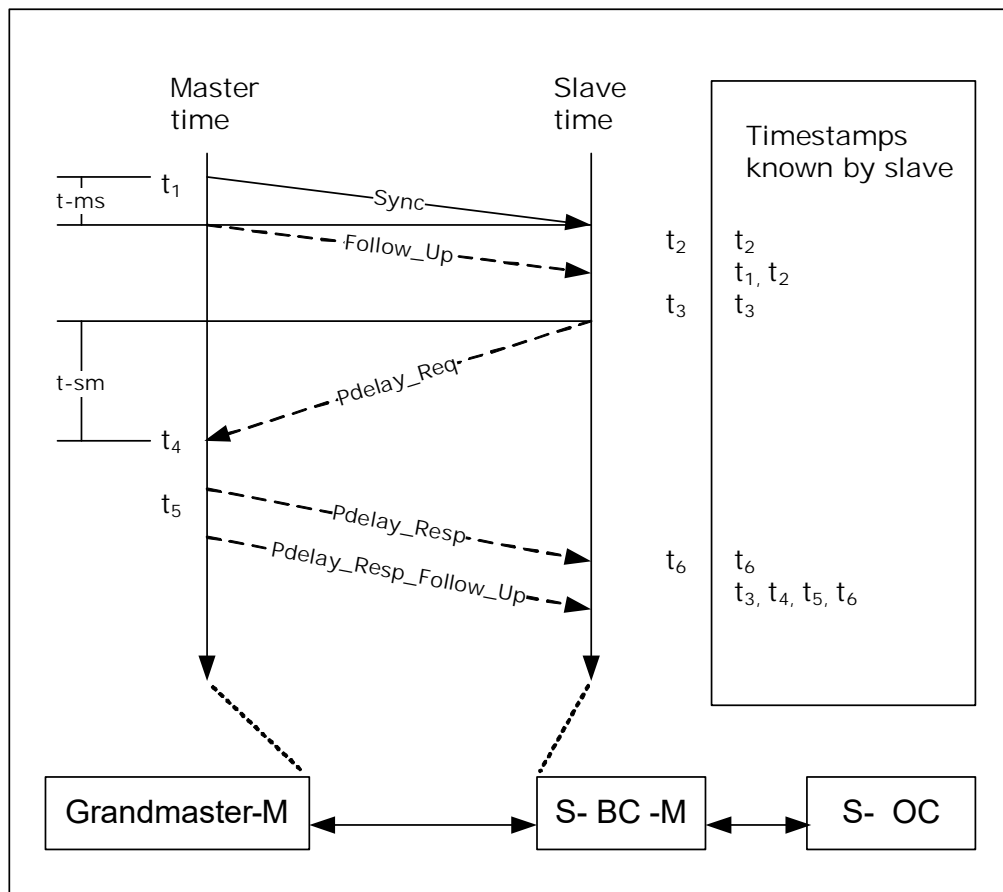 Master
time
Slave
time
Timestamps
known by slave
t-ms
t₁
Sync
Follow_Up
t₂
t₂
t₁, t₂
t₃
t₃
t-sm
Pdelay_Req
t₄
t₅
Pdelay_Resp
Pdelay_Resp_Follow_Up
t₆
t₆
t₃, t₄, t₅, t₆
Grandmaster-M
S- BC -M
S- OC